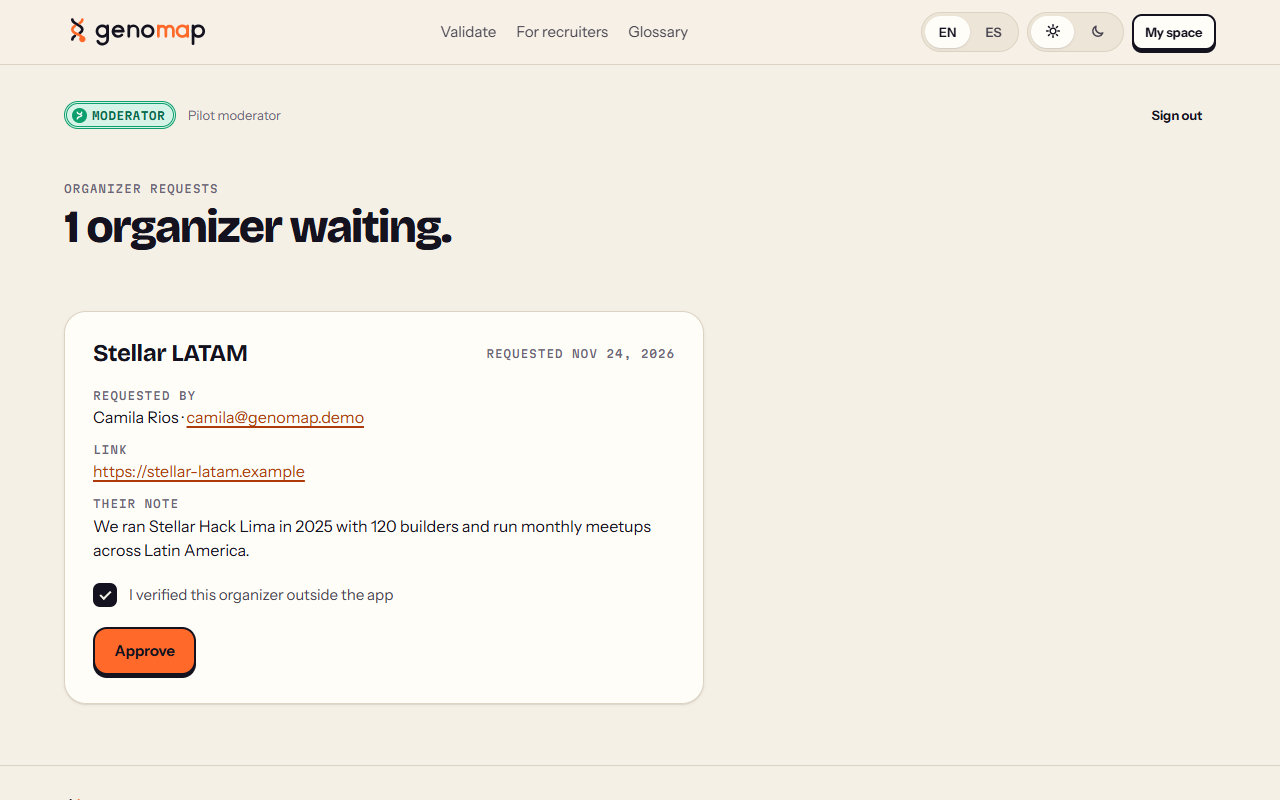 genomap
Validate
For recruiters
Glossary
EN
ES
My space
MODERATOR
Pilot moderator
Sign out
ORGANIZER REQUESTS
1 organizer waiting.
Stellar LATAM
REQUESTED NOV 24, 2026
REQUESTED BY
Camila Rios · camila@genomap.demo
LINK
https://stellar-latam.example
THEIR NOTE
We ran Stellar Hack Lima in 2025 with 120 builders and run monthly meetups
across Latin America.
I verified this organizer outside the app
Approve